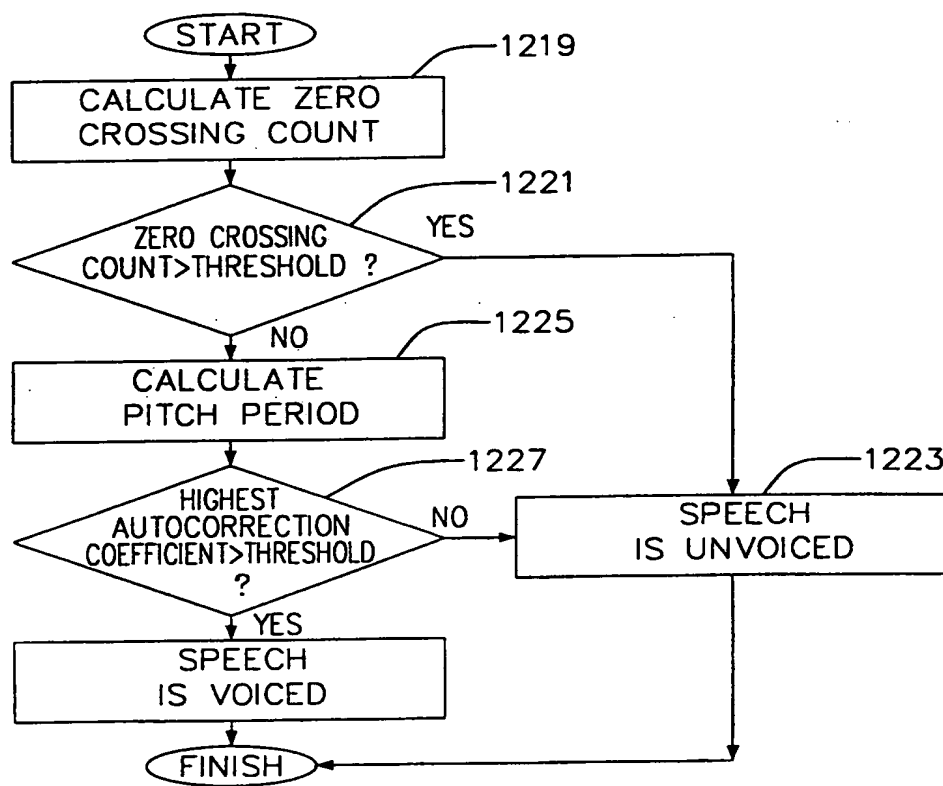 START
1219
CALCULATE ZERO
CROSSING COUNT
1221
ZERO CROSSING
COUNT>THRESHOLD ?
YES
NO
1225
CALCULATE
PITCH PERIOD
1227
HIGHEST
AUTOCORRECTION
COEFFICIENT>THRESHOLD
?
NO
1223
SPEECH
IS UNVOICED
YES
SPEECH
IS VOICED
FINISH